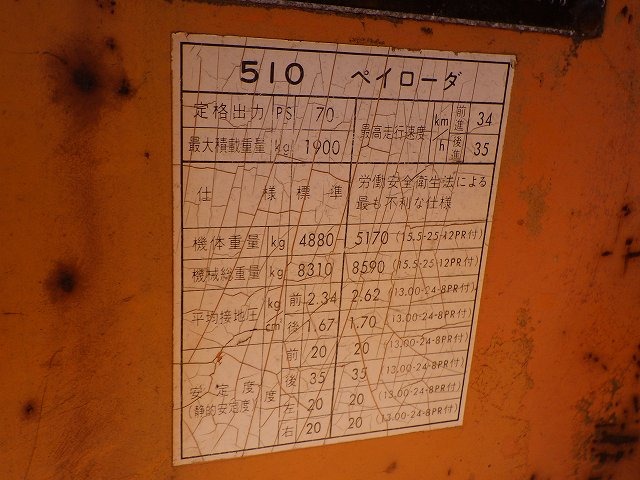 510 ペイローダ
定格出力 PS 70 最高走行速度 km/h 前進 34
最大積載重量 kg 1900 後進 35
仕様 標準 労働安全衛生法による
最も不利な仕様
機体重量 kg 4880 5170 (15.5-25-12PR付)
機械総重量 kg 8310 8590 (15.5-25-12PR付)
平均接地圧 kg/cm² 前 2.34 2.62 (13.00-24-8PR付)
後 1.67 1.70 (13.00-24-8PR付)
安定度 (静的安定度) 度 前 20 20 (13.00-24-8PR付)
後 35 35 (13.00-24-8PR付)
左 20 20 (13.00-24-8PR付)
右 20 20 (13.00-24-8PR付)